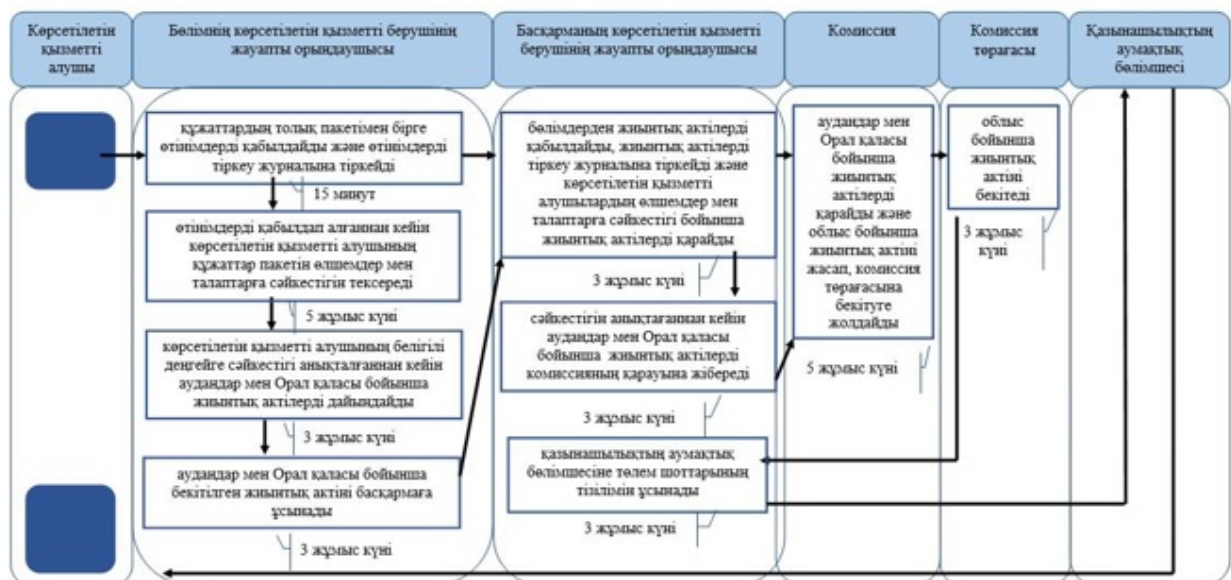 Көрсетілетін
қызметті
алушы
Бөлімнің көрсетілетін қызметті берушінің
жауапты орындаушысы
Басқарманың көрсетілетін қызметті
берушінің жауапты орындаушысы
Комиссия
Комиссия
төрағасы
Қазынашылықтың
аумақтық
бөлімшесі
құжаттардың толық пакетімен бірге
өтінімдерді қабылдайды және өтінімдерді
тіркеу журналына тіркейді
15 минут
өтінімдерді қабылдап алғаннан кейін
көрсетілетін қызметті алушының
құжаттар пакетін өлшемдер мен
талаптарға сәйкестігін тексереді
5 жұмыс күні
көрсетілетін қызметті алушының белігілі
деңгейге сәйкестігі анықталғаннан кейін
аудандар мен Орал қаласы бойынша
жиынтық актілерді дайындайды
3 жұмыс күні
аудандар мен Орал қаласы бойынша
бекітілген жиынтық актіні басқармаға
ұсынады
3 жұмыс күні
бөлімдерден жиынтық актілерді
қабылдайды, жиынтық актілерді
тіркеу журналына тіркейді және
көрсетілетін қызметті
алушылардың өлшемдер мен
талаптарға сәйкестігі бойынша
жиынтық актілерді қарайды
3 жұмыс күні
сәйкестігін анықтағаннан кейін
аудандар мен Орал қаласы
бойынша жиынтық актілерді
комиссияның қарауына жібереді
3 жұмыс күні
қазынашылықтың аумақтық
бөлімшесіне төлем шоттарының
тізілімін ұсынады
3 жұмыс күні
аудандар мен
Орал қаласы
бойынша
жиынтық
актілерді
қарайды және
облыс бойынша
жиынтық актіні
жасап, комиссия
төрағасына
бекітуге
жолдайды
5 жұмыс күні
облыс
бойынша
жиынтық
актіні
бекітеді
3 жұмыс
күні